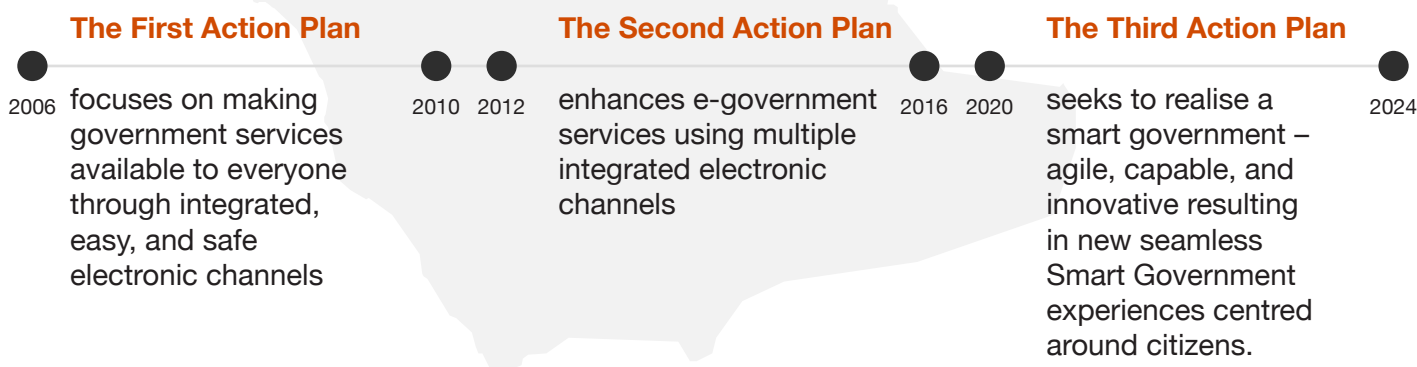 The First Action Plan
2006
2010
focuses on making
government services
available to everyone
through integrated,
easy, and safe
electronic channels
The Second Action Plan
2012
2016
enhances e-government
services using multiple
integrated electronic
channels
The Third Action Plan
2020
2024
seeks to realise a
smart government –
agile, capable, and
innovative resulting
in new seamless
Smart Government
experiences centred
around citizens.